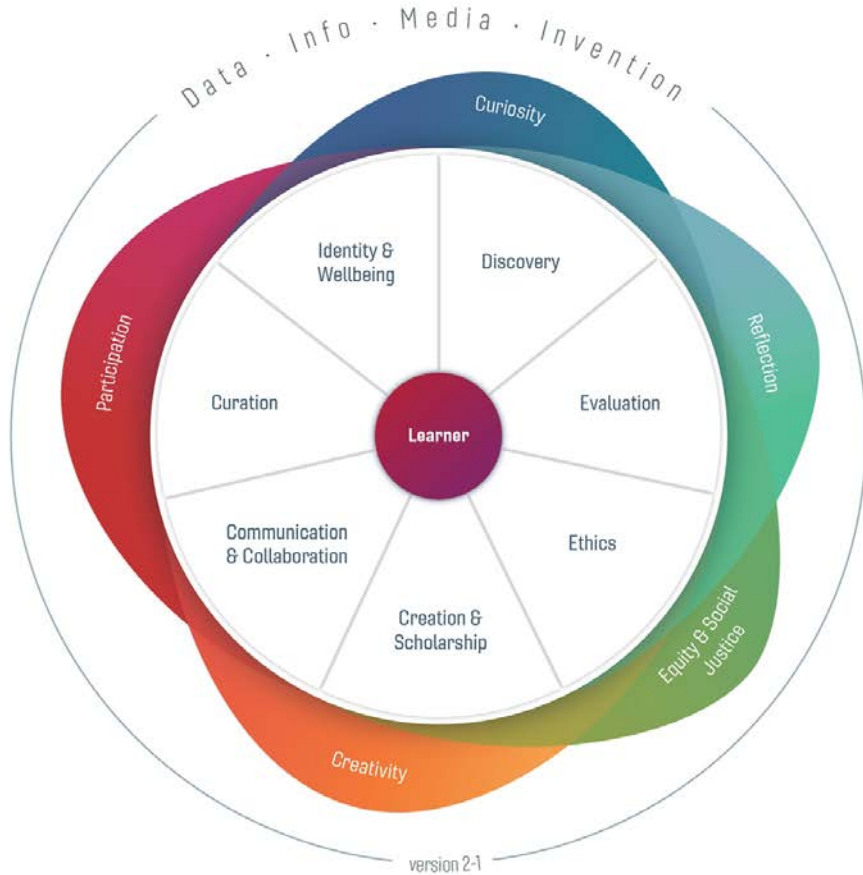 Data · Info · Media · Invention
Curiosity
Reflection
Equity & Social
Justice
Creativity
Participation
Identity &
Wellbeing
Discovery
Evaluation
Ethics
Creation &
Scholarship
Communication
& Collaboration
Curation
Learner
version 2-1